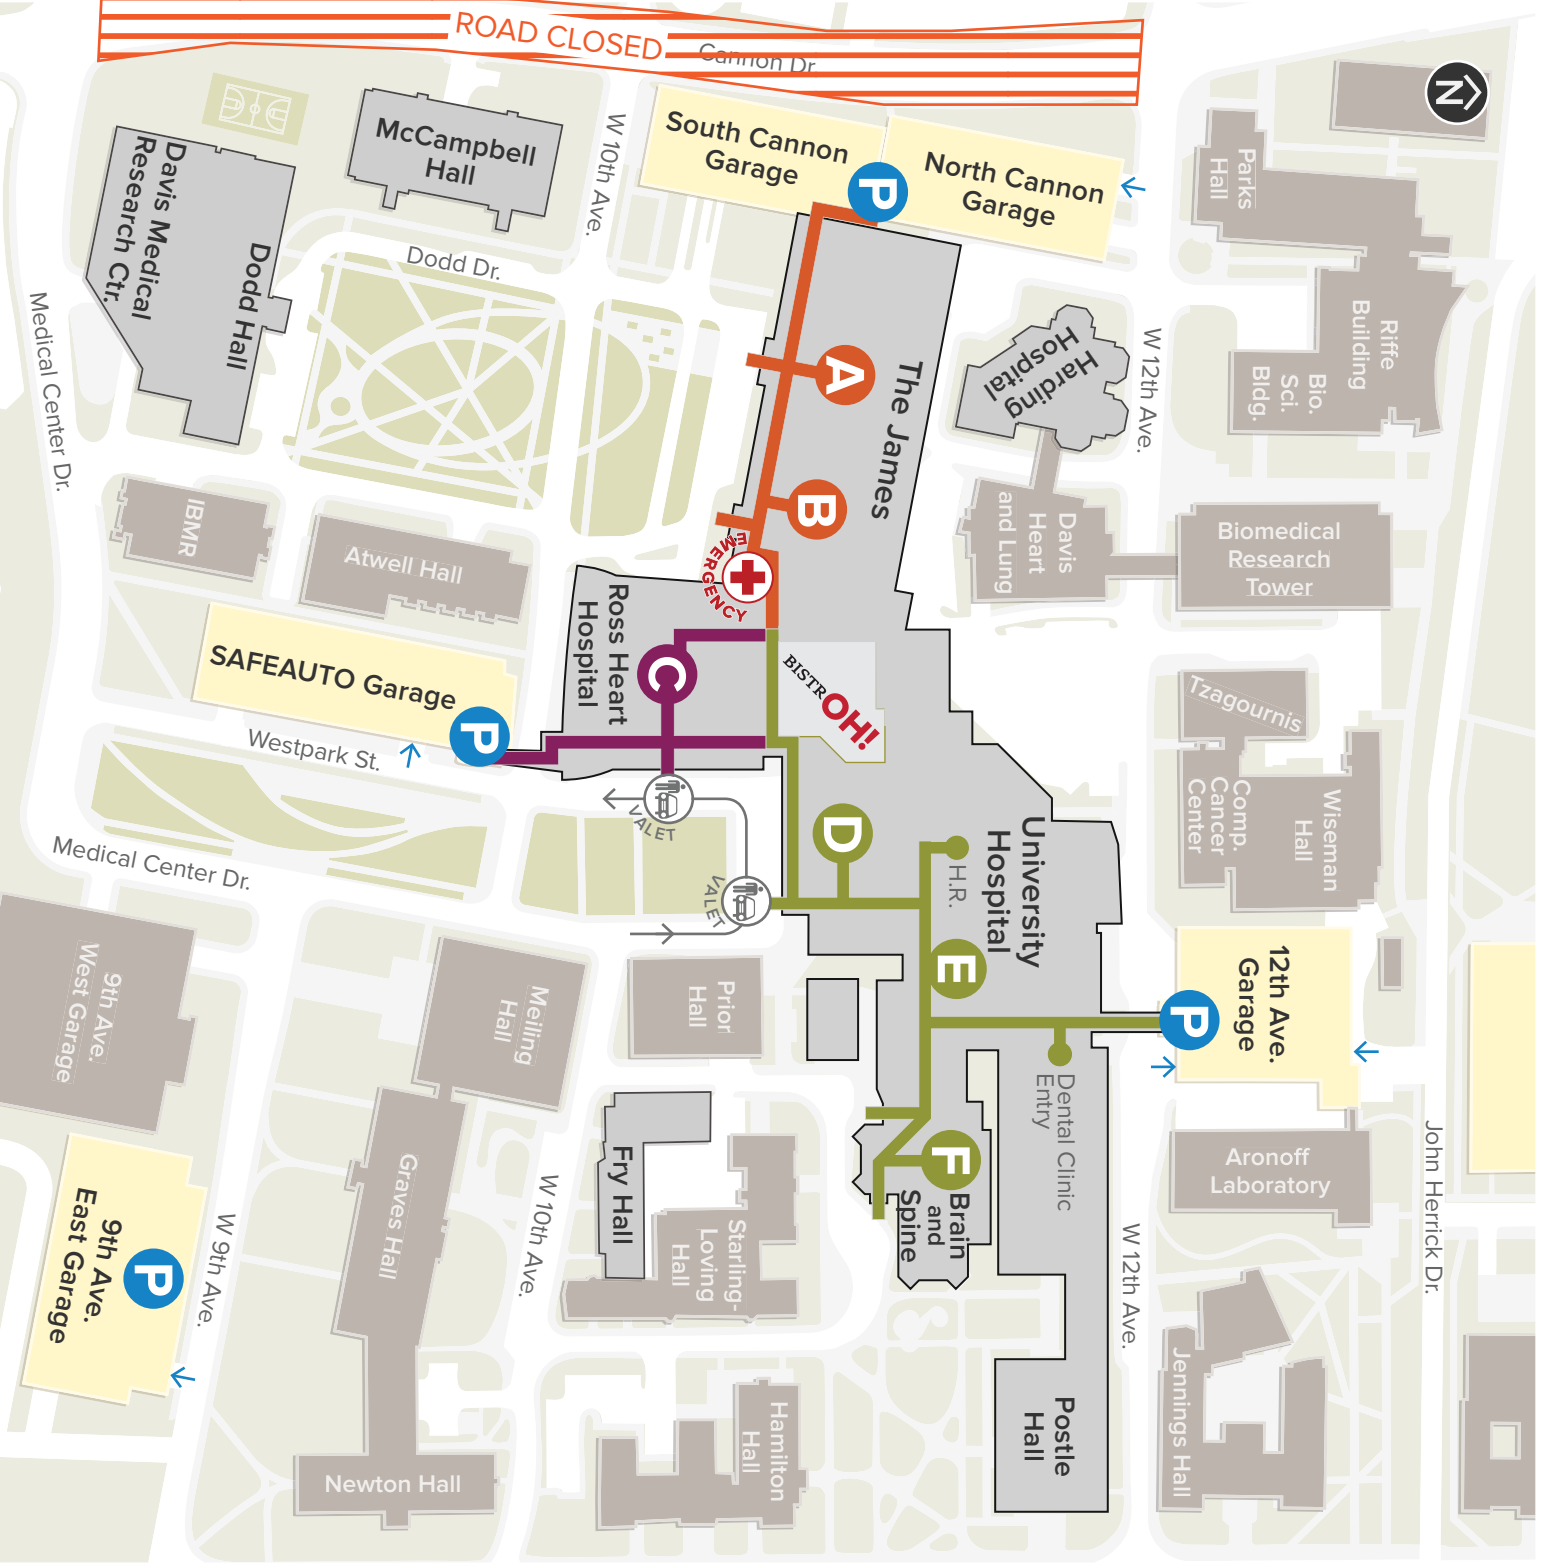 ROAD CLOSED
Cannon Dr.
N
McCampbell
Hall
W 10th Ave.
South Cannon
Garage
P
North Cannon
Garage
Parks
Hall
Davis Medical
Research Ctr.
Dodd Hall
Dodd Dr.
Medical Center Dr.
A
The James
Harding
Hospital
W 12th Ave.
Riffe
Building
Bio.
Sci.
Bldg.
IBMR
Atwell Hall
B
EMERGENCY
Davis
Heart
and Lung
Biomedical
Research
Tower
SAFEAUTO Garage
P
Ross Heart
Hospital
C
BISTROH!
Tzagournis
Westpark St.
VALET
D
H.R.
University
Hospital
Comp.
Cancer
Center
Wiseman
Hall
Medical Center Dr.
VALET
E
9th Ave.
West Garage
Meiling
Hall
Prior
Hall
P
12th Ave.
Garage
Dental Clinic
Entry
Graves Hall
Fry Hall
F
Brain
and
Spine
Aronoff
Laboratory
John Herrick Dr.
9th Ave.
East Garage
P
W 9th Ave.
W 10th Ave.
Starling-
Loving
Hall
W 12th Ave.
Newton Hall
Hamilton
Hall
Postle
Hall
Jennings Hall